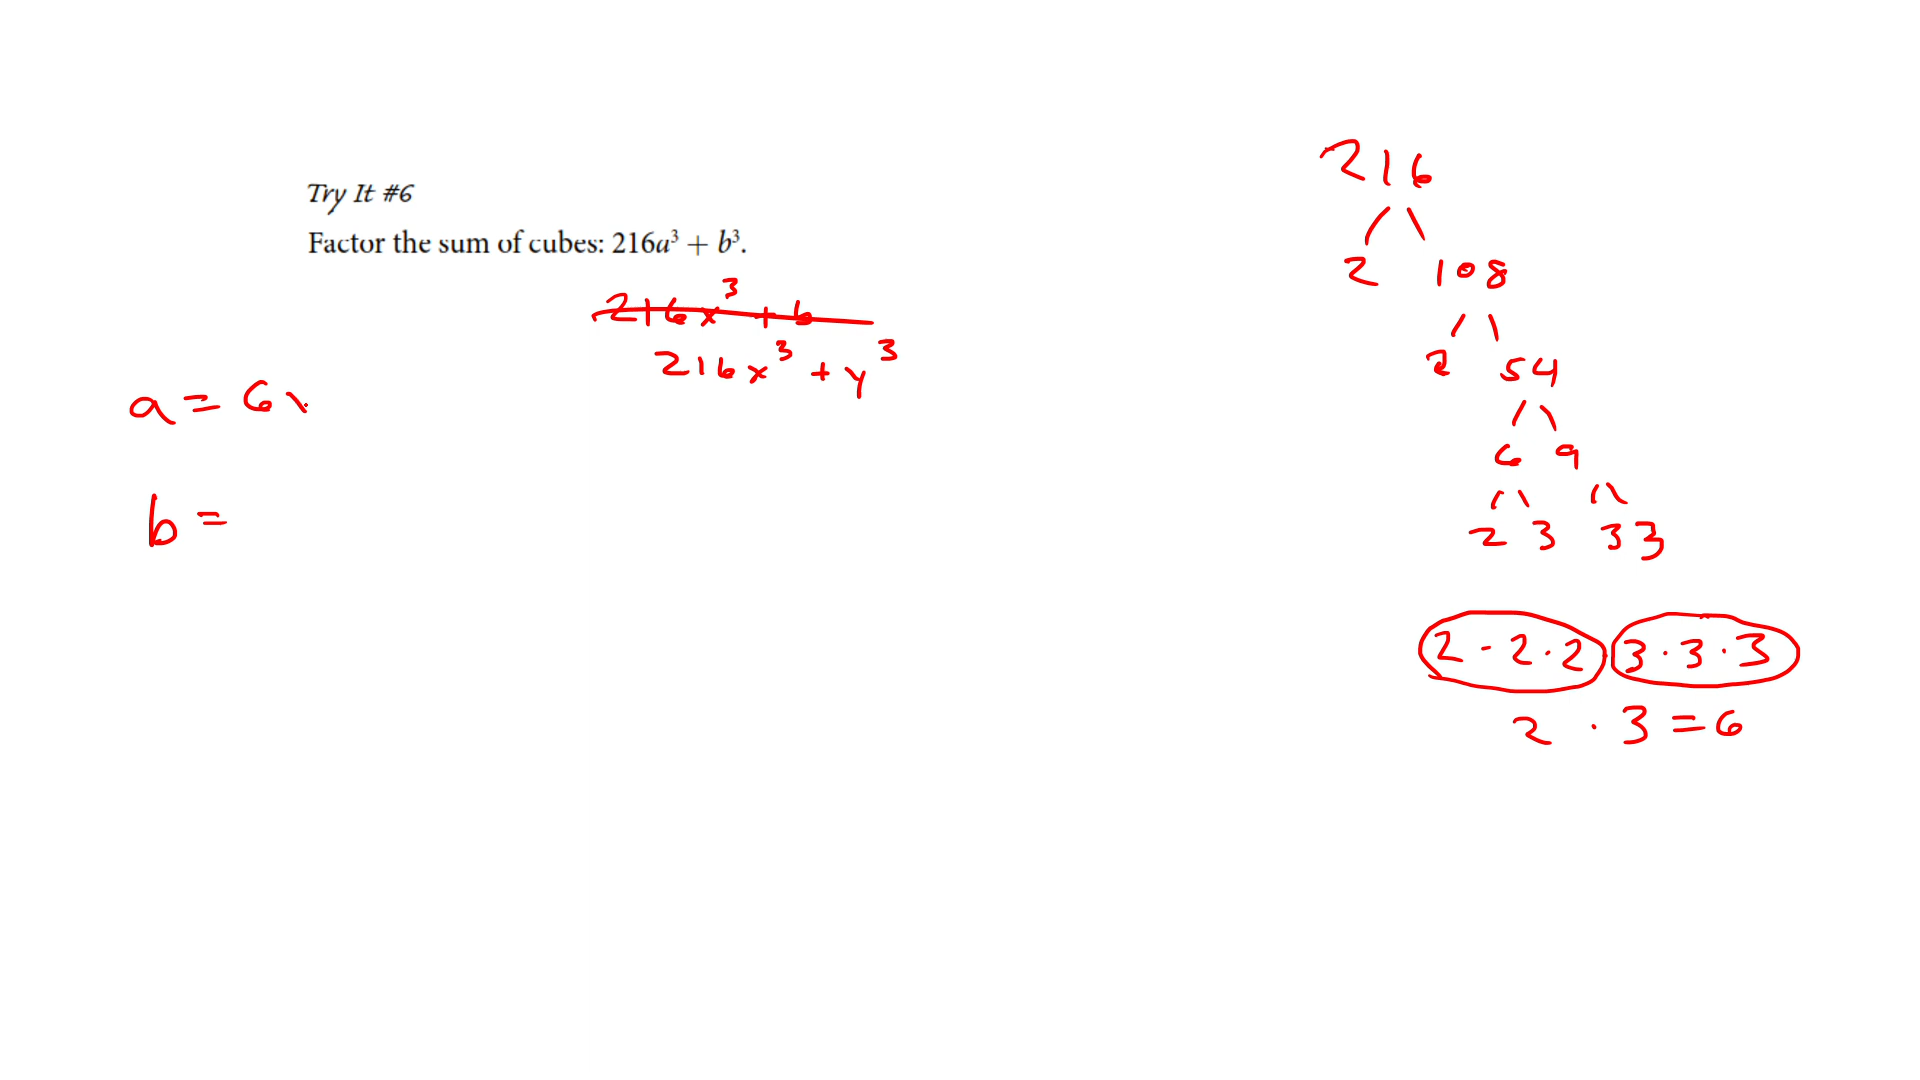 Try It #6
Factor the sum of cubes: 216a³ + b³.
216x³ + b
216x³ + y³
a = 6x
b =
216
2 108
2 54
6 9
2 3 3 3
2 · 2 · 2 3 · 3 · 3
2 · 3 = 6